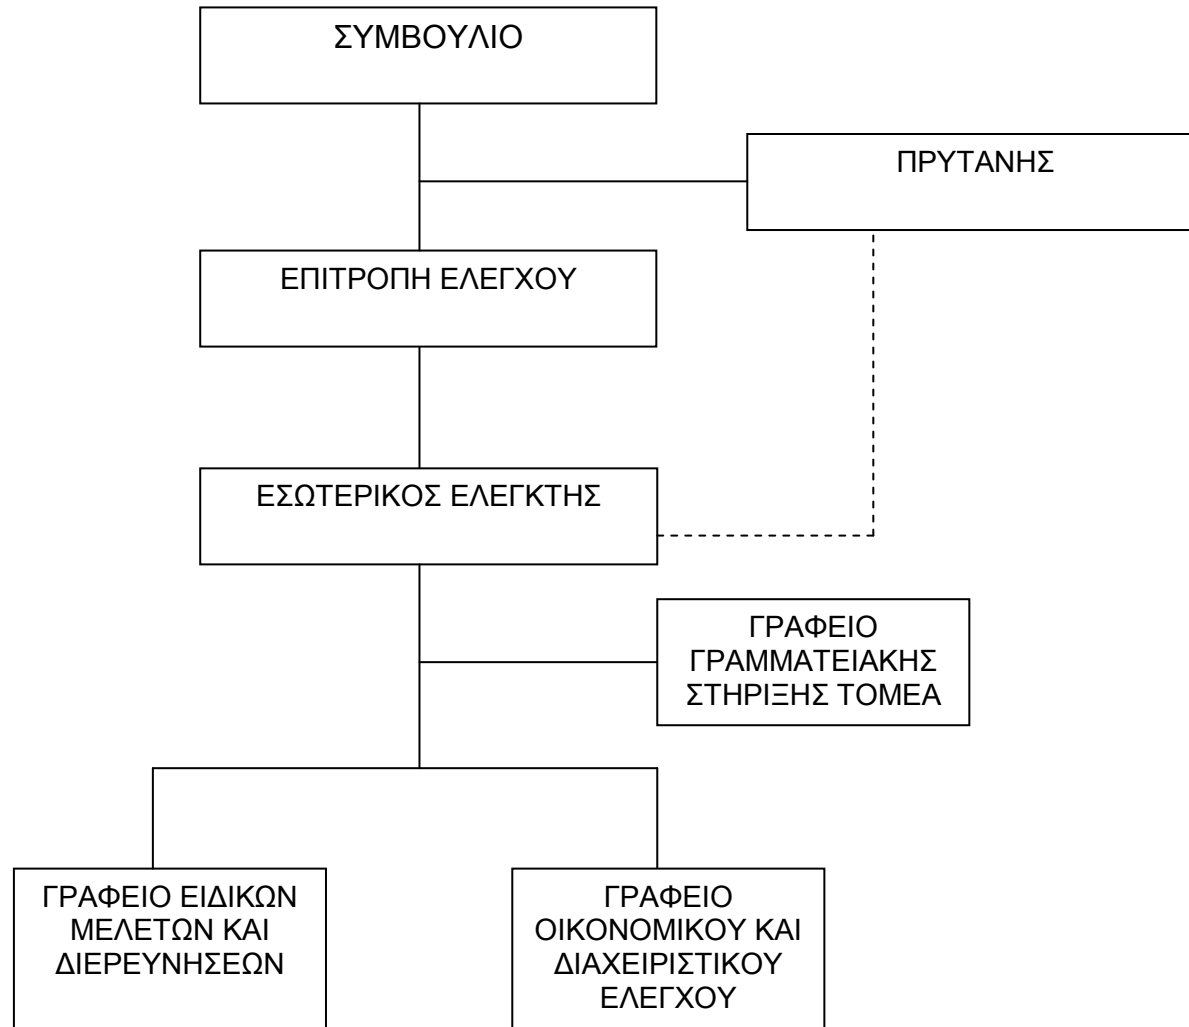 ΣΥΜΒΟΥΛΙΟ
ΠΡΥΤΑΝΗΣ
ΕΠΙΤΡΟΠΗ ΕΛΕΓΧΟΥ
ΕΣΩΤΕΡΙΚΟΣ ΕΛΕΓΚΤΗΣ
ΓΡΑΦΕΙΟ
ΓΡΑΜΜΑΤΕΙΑΚΗΣ
ΣΤΗΡΙΞΗΣ ΤΟΜΕΑ
ΓΡΑΦΕΙΟ ΕΙΔΙΚΩΝ
ΜΕΛΕΤΩΝ ΚΑΙ
ΔΙΕΡΕΥΝΗΣΕΩΝ
ΓΡΑΦΕΙΟ
ΟΙΚΟΝΟΜΙΚΟΥ ΚΑΙ
ΔΙΑΧΕΙΡΙΣΤΙΚΟΥ
ΕΛΕΓΧΟΥ